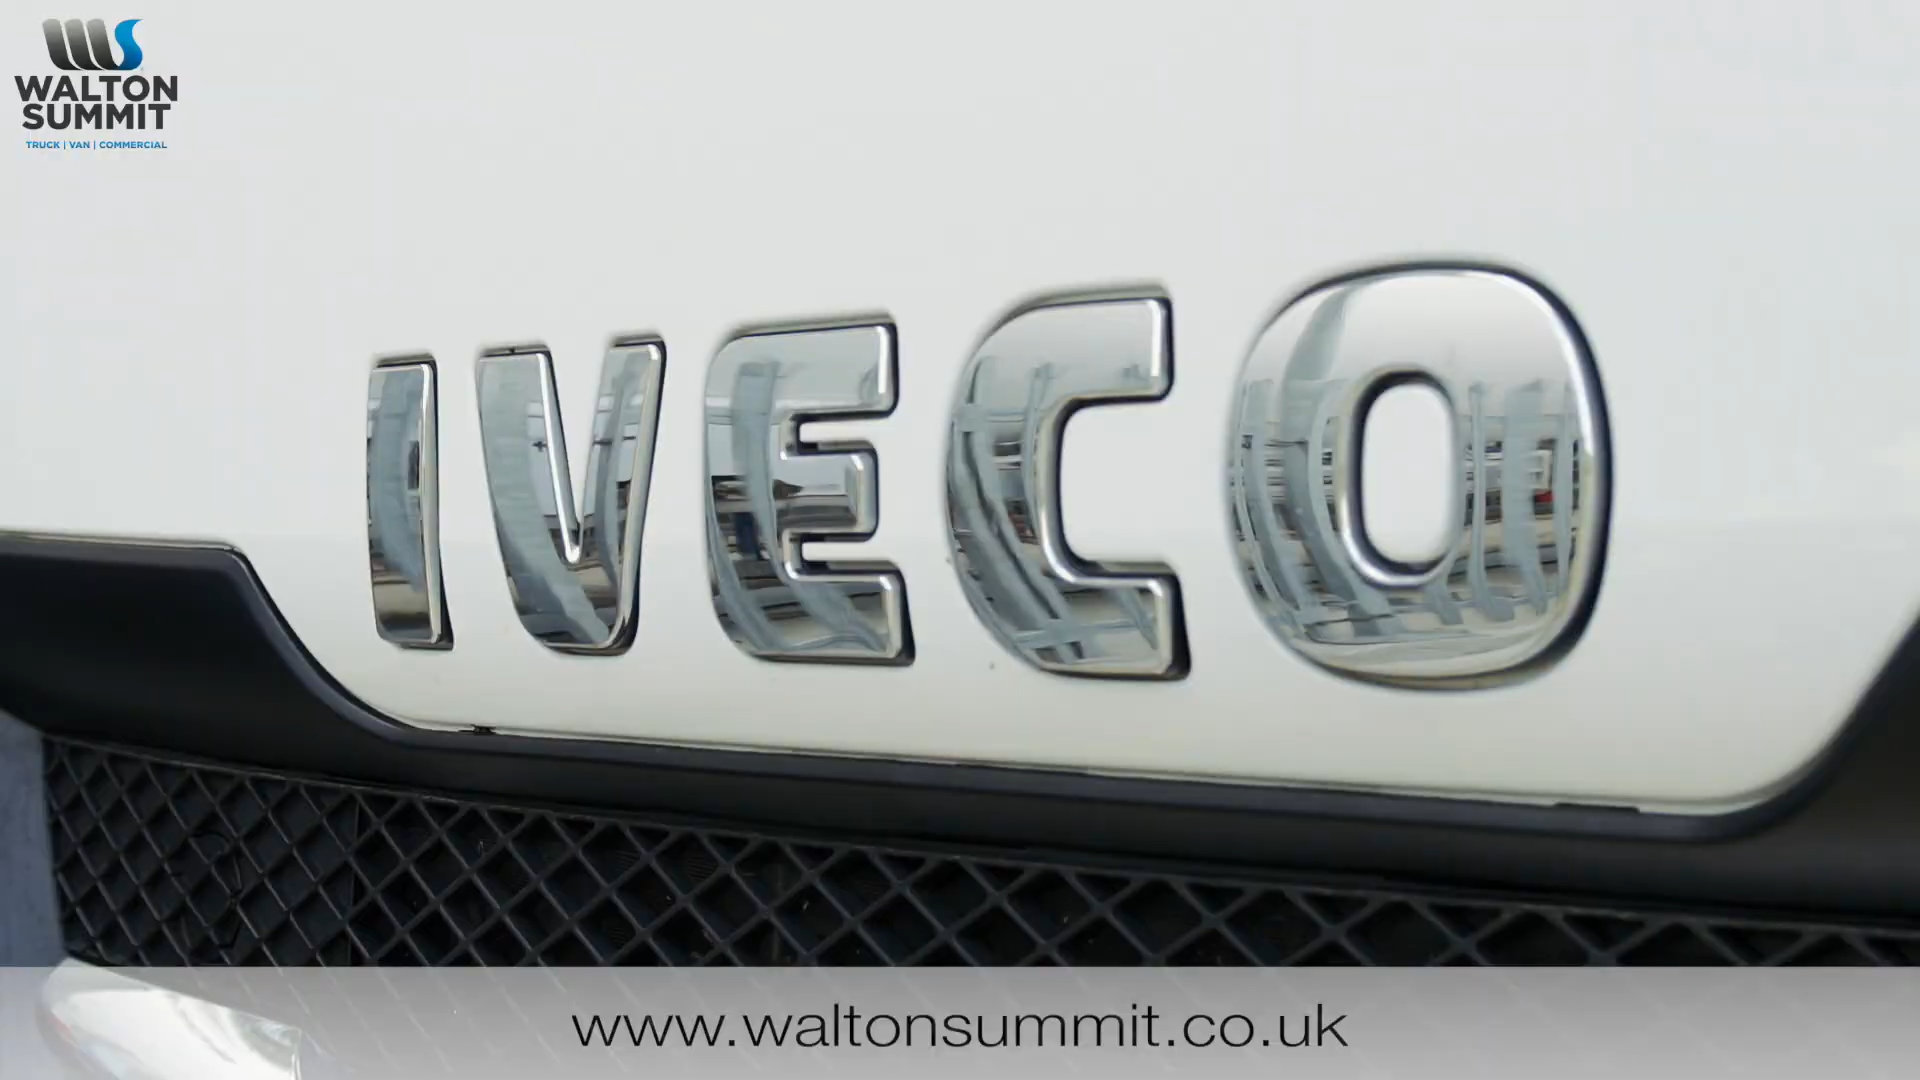 WALTON
SUMMIT
TRUCK | VAN | COMMERCIAL
IVECO
www.waltonsummit.co.uk